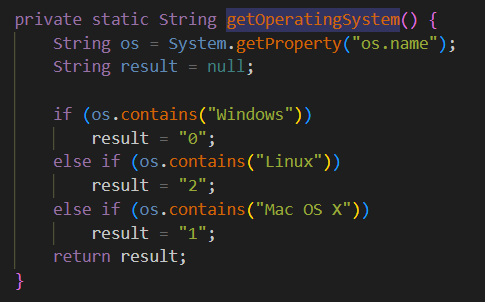 private static String getOperatingSystem() {
    String os = System.getProperty("os.name");
    String result = null;

    if (os.contains("Windows"))
        result = "0";
    else if (os.contains("Linux"))
        result = "2";
    else if (os.contains("Mac OS X"))
        result = "1";
    return result;
}